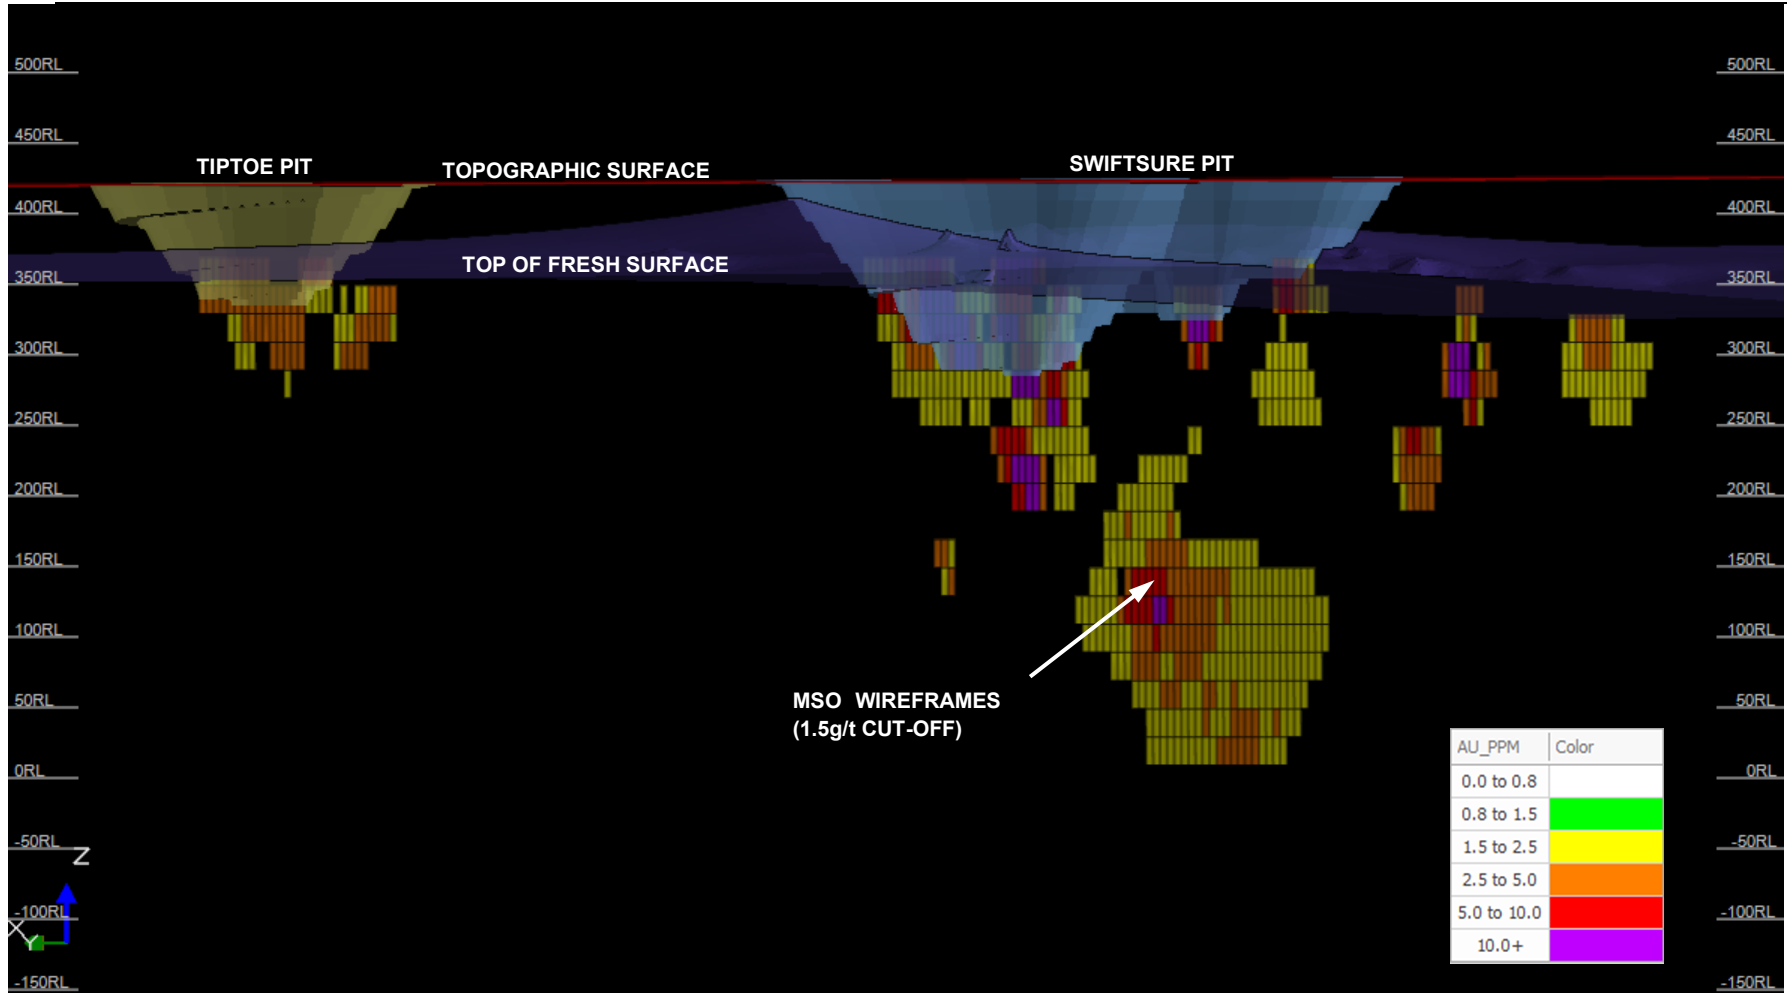 500RL
500RL
450RL
450RL
TIPTOE PIT
TOPOGRAPHIC SURFACE
SWIFTSURE PIT
400RL
400RL
TOP OF FRESH SURFACE
350RL
350RL
300RL
300RL
250RL
250RL
200RL
200RL
150RL
150RL
100RL
100RL
MSO WIREFRAMES
(1.5g/t CUT-OFF)
50RL
50RL
0RL
0RL
AU_PPM Color
0.0 to 0.8
0.8 to 1.5
1.5 to 2.5
2.5 to 5.0
5.0 to 10.0
10.0+
-50RL
-50RL
Z
-100RL
-100RL
X
Y
-150RL
-150RL